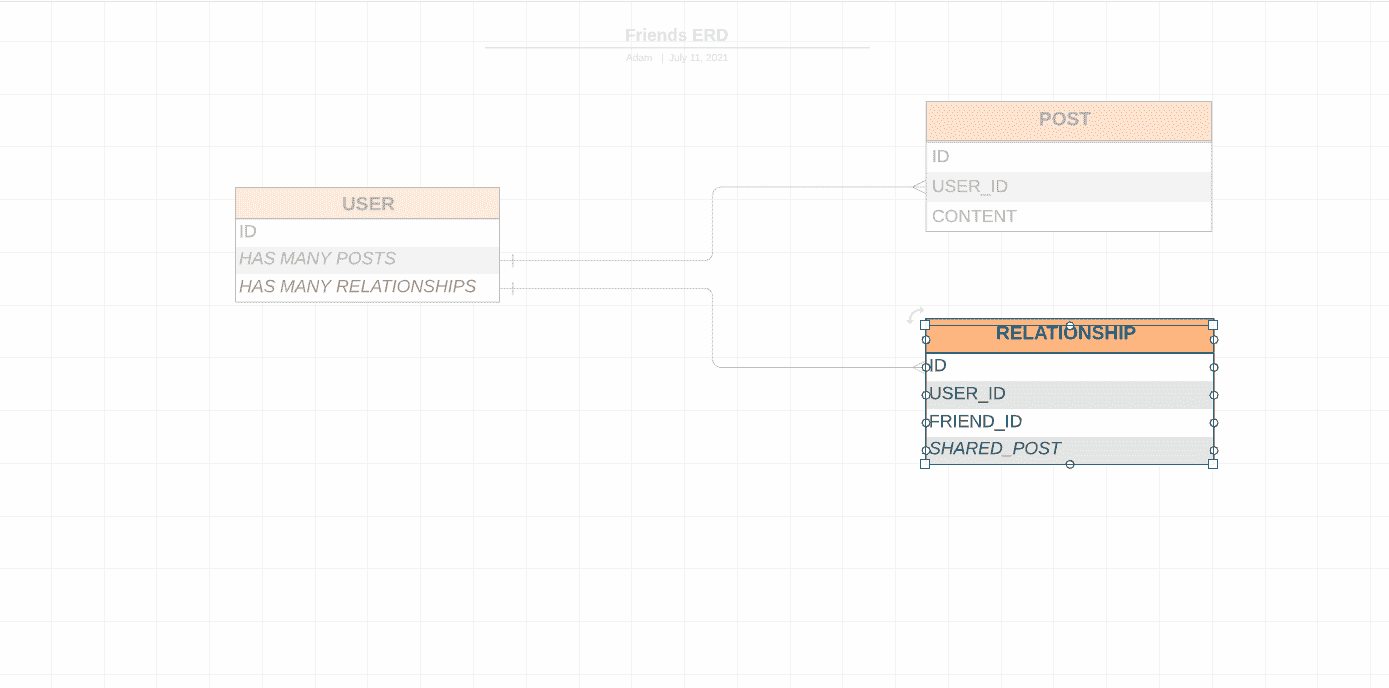 Friends ERD
Adam | July 11, 2021
USER
ID
HAS MANY POSTS
HAS MANY RELATIONSHIPS
POST
ID
USER_ID
CONTENT
RELATIONSHIP
ID
USER_ID
FRIEND_ID
SHARED_POST